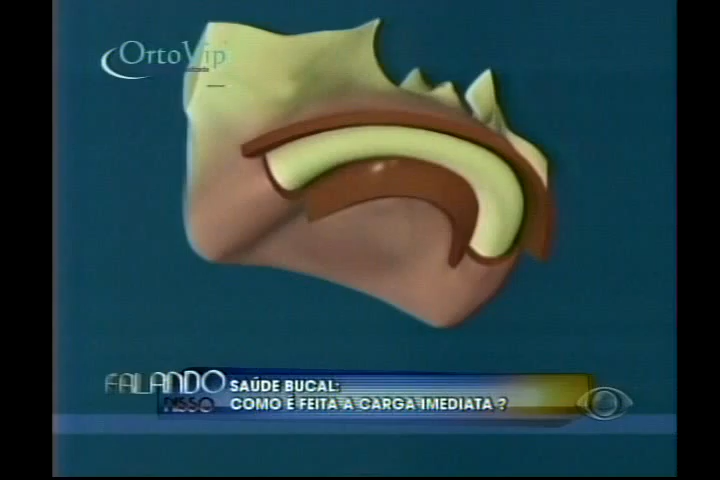 OrtoVip
FALANDO
NISSO
SAÚDE BUCAL:
COMO É FEITA A CARGA IMEDIATA ?